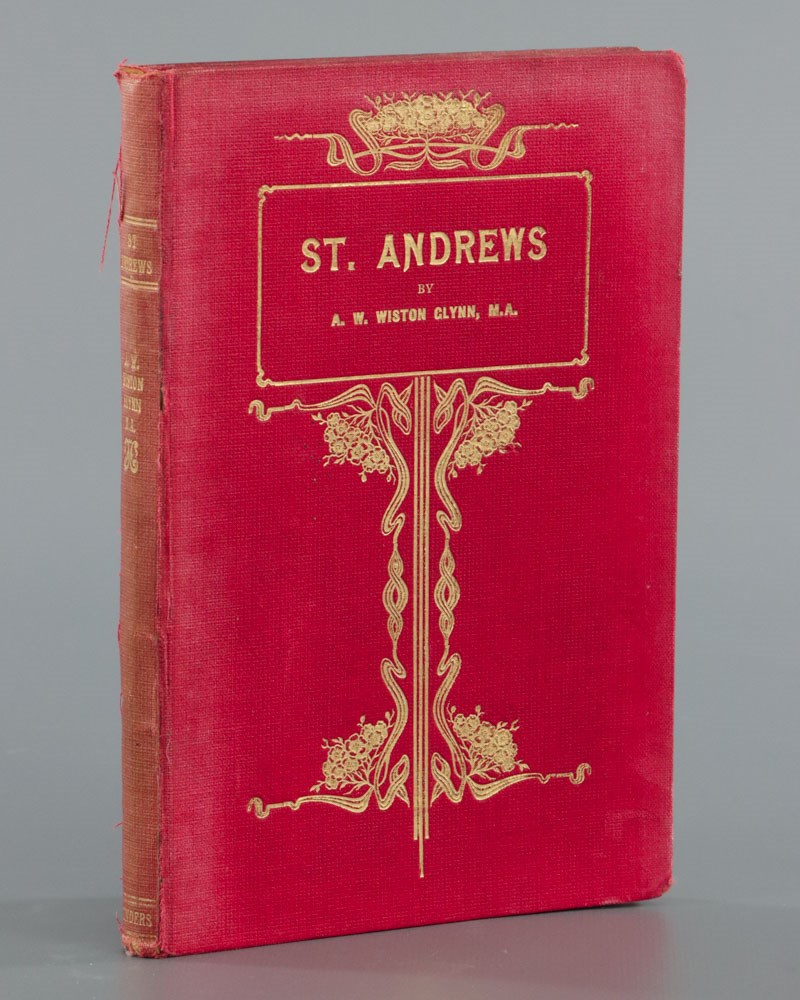 ST. ANDREWS
BY
A. W. WISTON GLYNN, M.A.
ST
ANDREWS